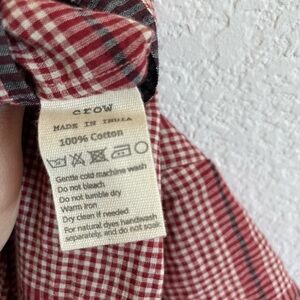 crow
MADE IN INDIA
100% Cotton
Gentle cold machine wash
Do not bleach
Do not tumble dry
Warm iron
Dry clean if needed
For natural dyes handwash
separately, and do not soak